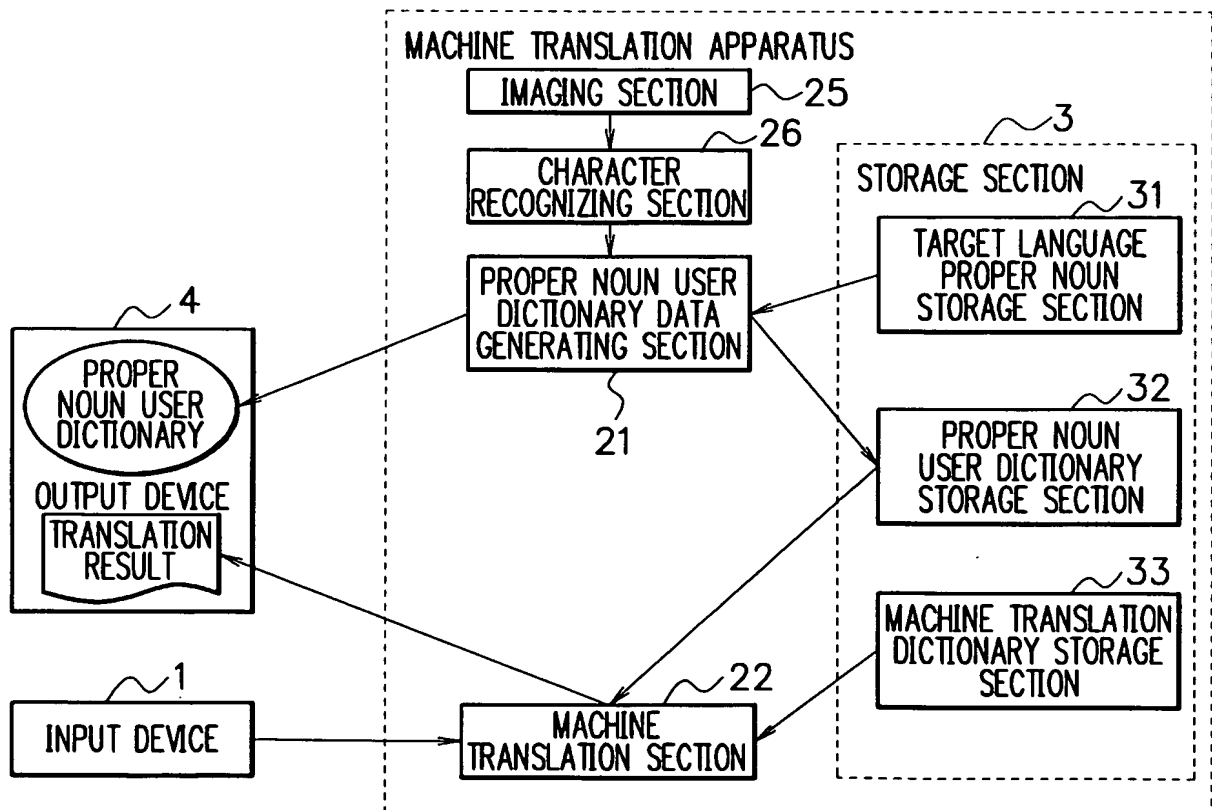 MACHINE TRANSLATION APPARATUS
IMAGING SECTION
25
26
CHARACTER
RECOGNIZING SECTION
3
STORAGE SECTION
31
TARGET LANGUAGE
PROPER NOUN
STORAGE SECTION
PROPER NOUN USER
DICTIONARY DATA
GENERATING SECTION
21
4
PROPER
NOUN USER
DICTIONARY
OUTPUT DEVICE
TRANSLATION
RESULT
32
PROPER NOUN
USER DICTIONARY
STORAGE SECTION
33
MACHINE TRANSLATION
DICTIONARY STORAGE
SECTION
1
INPUT DEVICE
22
MACHINE
TRANSLATION SECTION